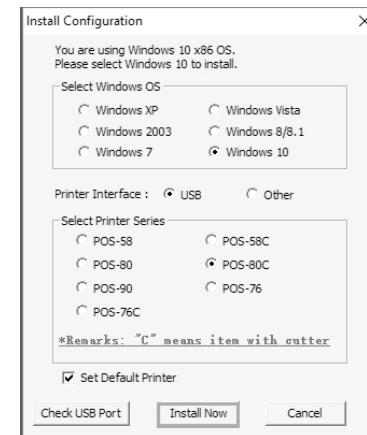 Install Configuration
You are using Windows 10 x86 OS.
Please select Windows 10 to install.
Select Windows OS
Windows XP Windows Vista
Windows 2003 Windows 8/8.1
Windows 7 Windows 10
Printer Interface : USB Other
Select Printer Series
POS-58 POS-58C
POS-80 POS-80C
POS-90 POS-76
POS-76C
*Remarks: "C" means item with cutter
Set Default Printer
Check USB Port Install Now Cancel